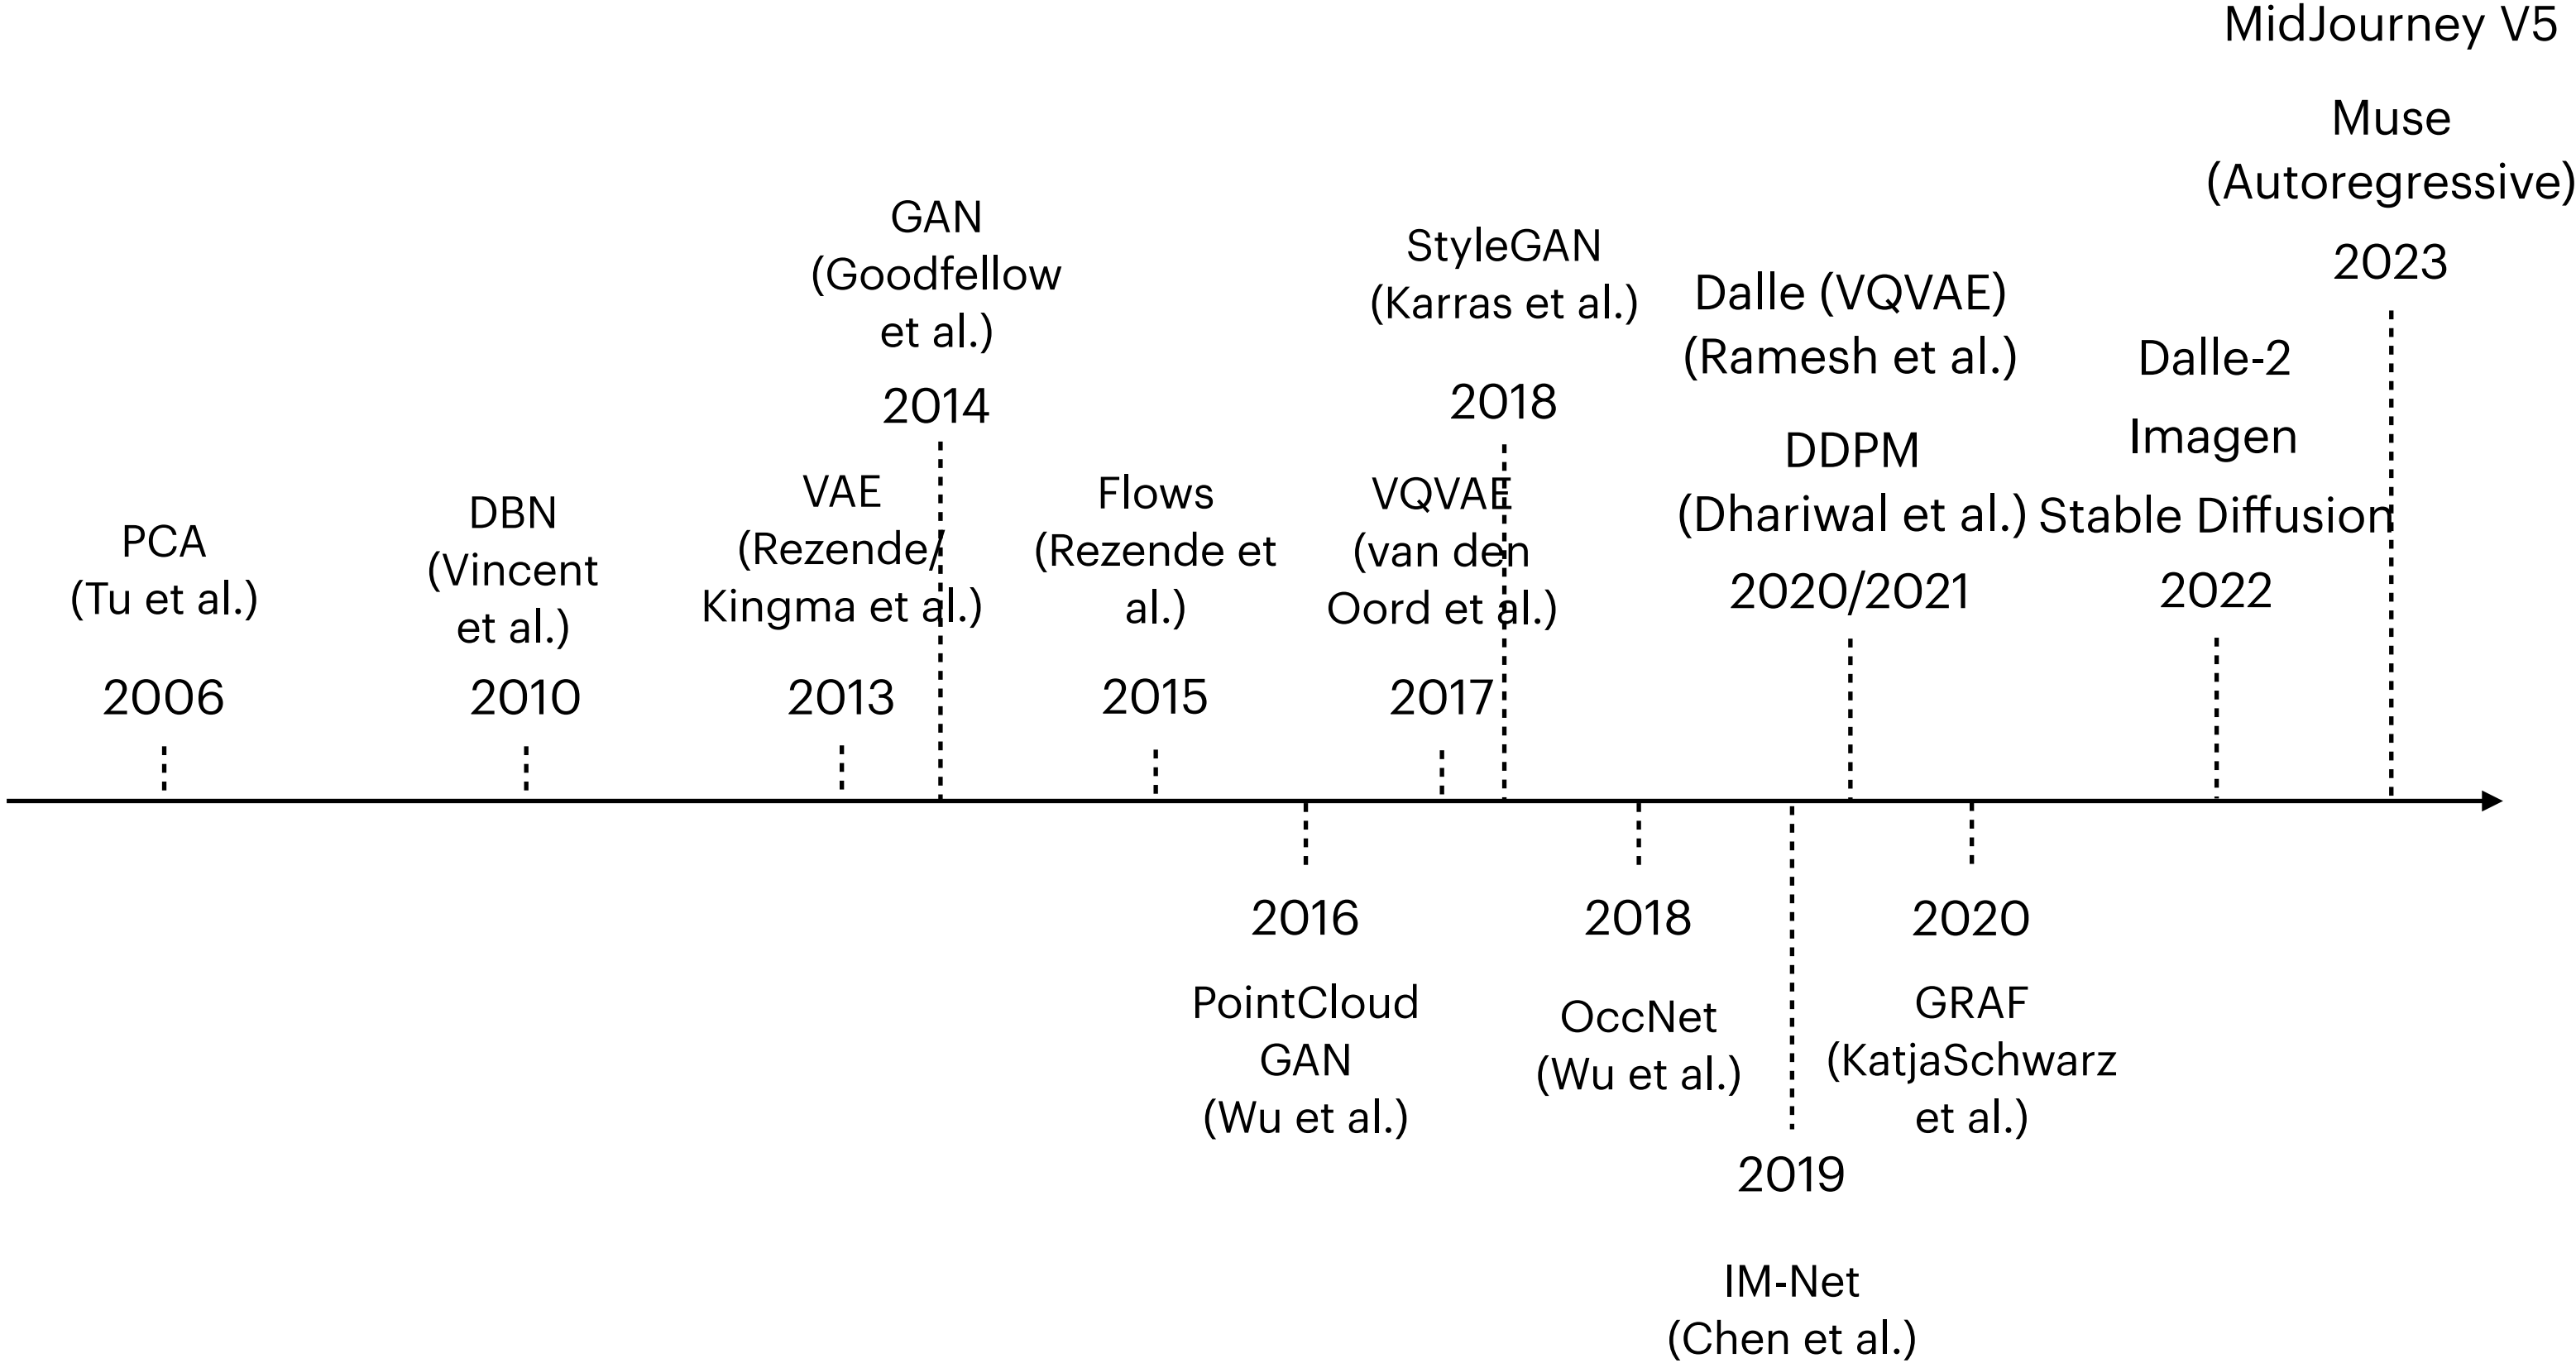 MidJourney V5
Muse
(Autoregressive)
2023
GAN
(Goodfellow
et al.)
2014
StyleGAN
(Karras et al.)
2018
Dalle (VQVAE)
(Ramesh et al.)
DDPM
(Dhariwal et al.)
2020/2021
Dalle-2
Imagen
Stable Diffusion
2022
PCA
(Tu et al.)
2006
DBN
(Vincent
et al.)
2010
VAE
(Rezende/
Kingma et al.)
2013
Flows
(Rezende et
al.)
2015
VQVAE
(van den
Oord et al.)
2017
2016
PointCloud
GAN
(Wu et al.)
2018
OccNet
(Wu et al.)
2019
IM-Net
(Chen et al.)
2020
GRAF
(KatjaSchwarz
et al.)